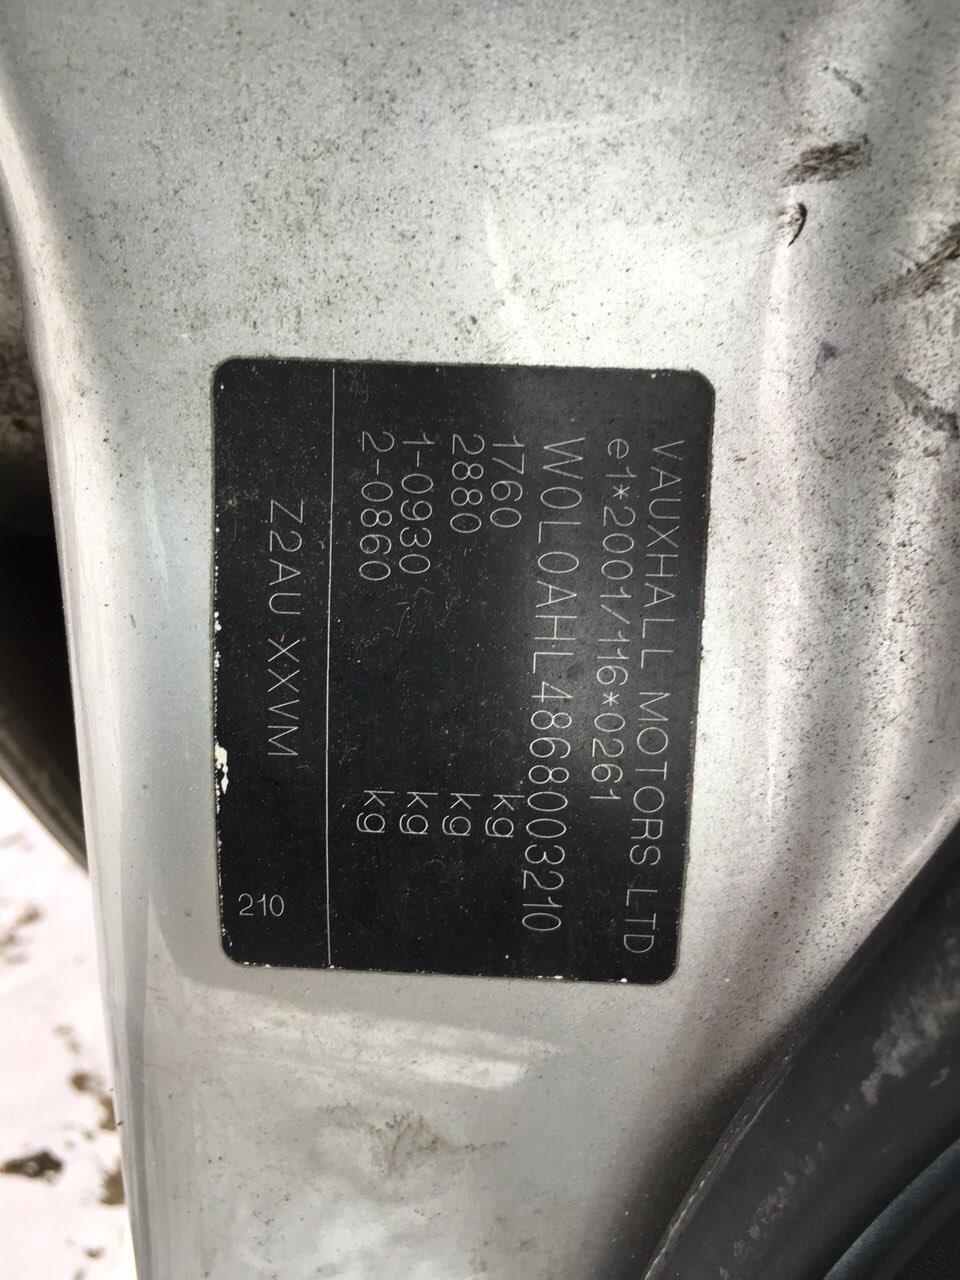 VAUXHALL MOTORS LTD
e1*2001/116*0261
W0L0AHL4868003210
1760 kg
2880 kg
1-0930 kg
2-0860 kg
Z2AU XXVM
210